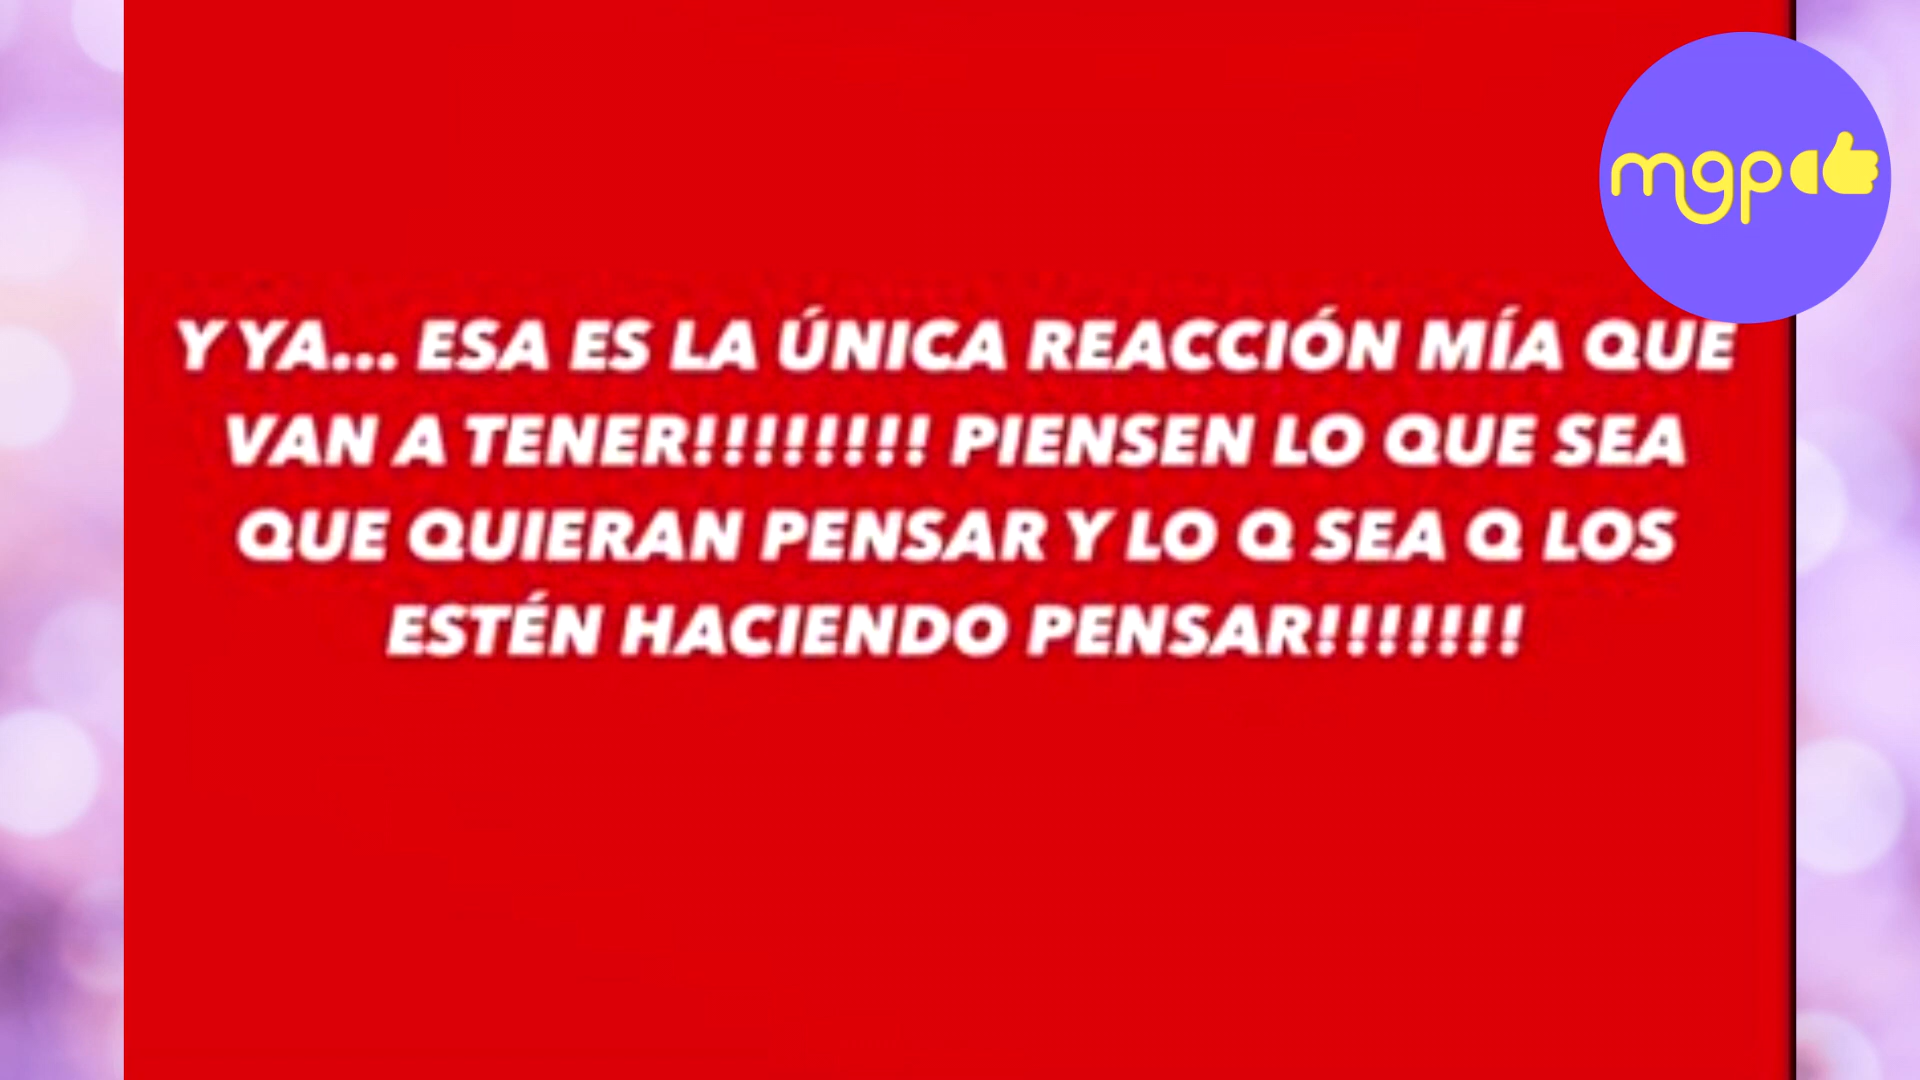 mgp
Y YA... ESA ES LA ÚNICA REACCIÓN MÍA QUE
VAN A TENER!!!!!!!! PIENSEN LO QUE SEA
QUE QUIERAN PENSAR Y LO Q SEA Q LOS
ESTÉN HACIENDO PENSAR!!!!!!!